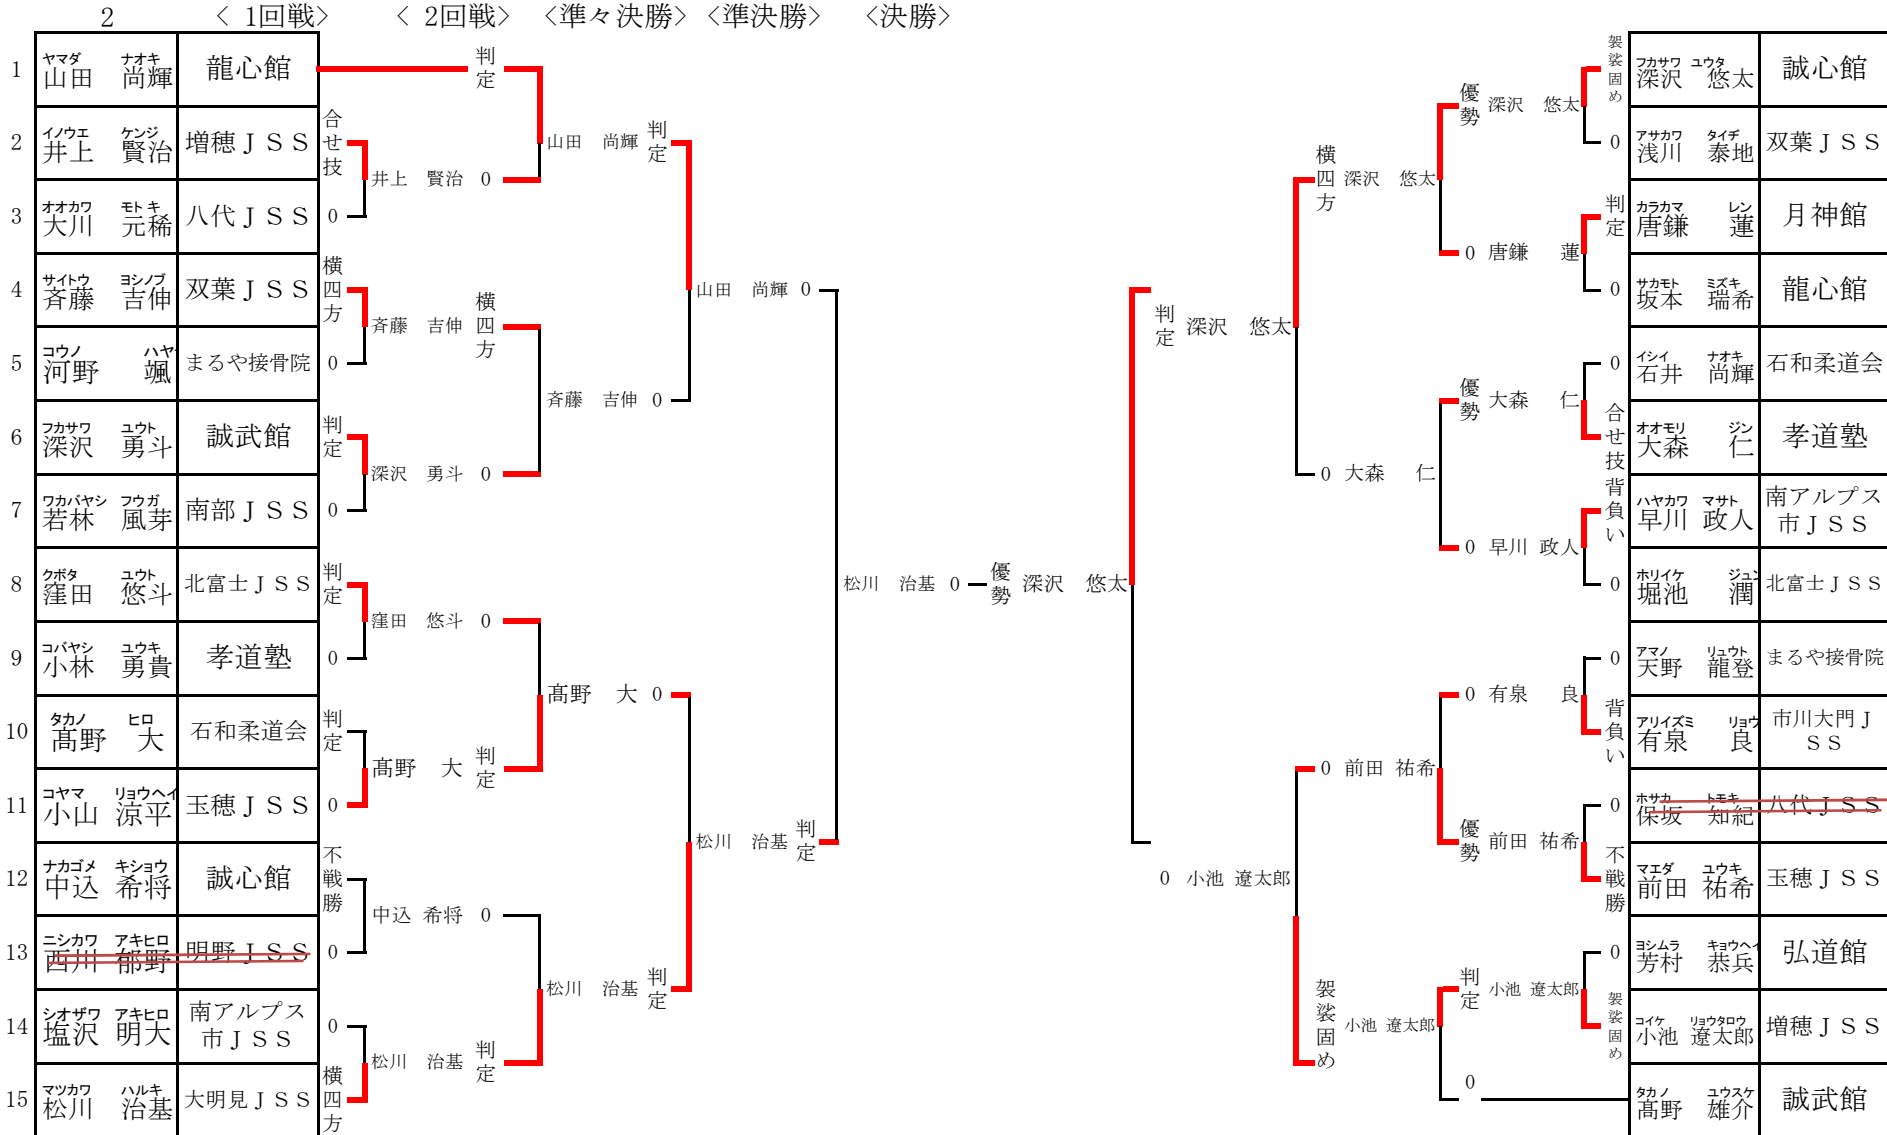 2 < 1回戦> < 2回戦> <準々決勝> <準決勝> <決勝>
1 ヤマダ ナオキ 山田 尚輝 龍心館 判定
2 イノウエ ケンジ 井上 賢治 増穂ＪＳＳ 合せ技
井上 賢治 0
山田 尚輝 判定
3 オオカワ モトキ 大川 元稀 八代ＪＳＳ 0
4 サイトウ ヨシノブ 斉藤 吉伸 双葉ＪＳＳ 横四方
斉藤 吉伸 横四方
山田 尚輝 0
5 コウノ ハヤ 河野 颯 まるや接骨院 0
斉藤 吉伸 0
6 フカサワ ユウト 深沢 勇斗 誠武館 判定
深沢 勇斗 0
7 ワカバヤシ フウガ 若林 風芽 南部ＪＳＳ 0
8 クボタ ユウト 窪田 悠斗 北富士ＪＳＳ 判定
窪田 悠斗 0
松川 治基 0
9 コバヤシ ユウキ 小林 勇貴 孝道塾 0
髙野 大 0
10 タカノ ヒロ 髙野 大 石和柔道会 判定
髙野 大 判定
11 コヤマ リョウヘイ 小山 涼平 玉穂ＪＳＳ 0
松川 治基 判定
12 ナカゴメ キショウ 中込 希将 誠心館 不戦勝
中込 希将 0
13 ニシカワ アキヒロ 西川 郁野 明野ＪＳＳ 0
松川 治基 判定
14 シオザワ アキヒロ 塩沢 明大 南アルプス
市ＪＳＳ 0
松川 治基 判定
15 マツカワ ハルキ 松川 治基 大明見ＪＳＳ 横四方
優勢 深沢 悠太
判定 深沢 悠太
0 小池 遼太郎
横四方 深沢 悠太
0 大森 仁
0 前田 祐希
袈裟固め 小池 遼太郎
優勢 深沢 悠太
0 唐鎌 蓮
優勢 大森 仁
0 早川 政人
0 有泉 良
優勢 前田 祐希
判定 小池 遼太郎
0
袈裟固め フカサワ ユウタ 深沢 悠太 誠心館
0 アサカワ タイチ 浅川 泰地 双葉ＪＳＳ
判定 カラカマ レン 唐鎌 蓮 月神館
0 サカモト ミズキ 坂本 瑞希 龍心館
0 イシイ ナオキ 石井 尚輝 石和柔道会
合せ技 オオモリ ジン 大森 仁 孝道塾
背負い ハヤカワ マサト 早川 政人 南アルプス
市ＪＳＳ
0 ホリイケ ジュン 堀池 潤 北富士ＪＳＳ
0 アマノ リュウト 天野 龍登 まるや接骨院
背負い アリイズミ リョウ 有泉 良 市川大門Ｊ
ＳＳ
0 ホサカ トモキ 保坂 知紀 八代ＪＳＳ
不戦勝 マエダ ユウキ 前田 祐希 玉穂ＪＳＳ
0 ヨシムラ キョウヘイ 芳村 恭兵 弘道館
袈裟固め コイケ リョウタロウ 小池 遼太郎 増穂ＪＳＳ
タカノ ユウスケ 髙野 雄介 誠武館